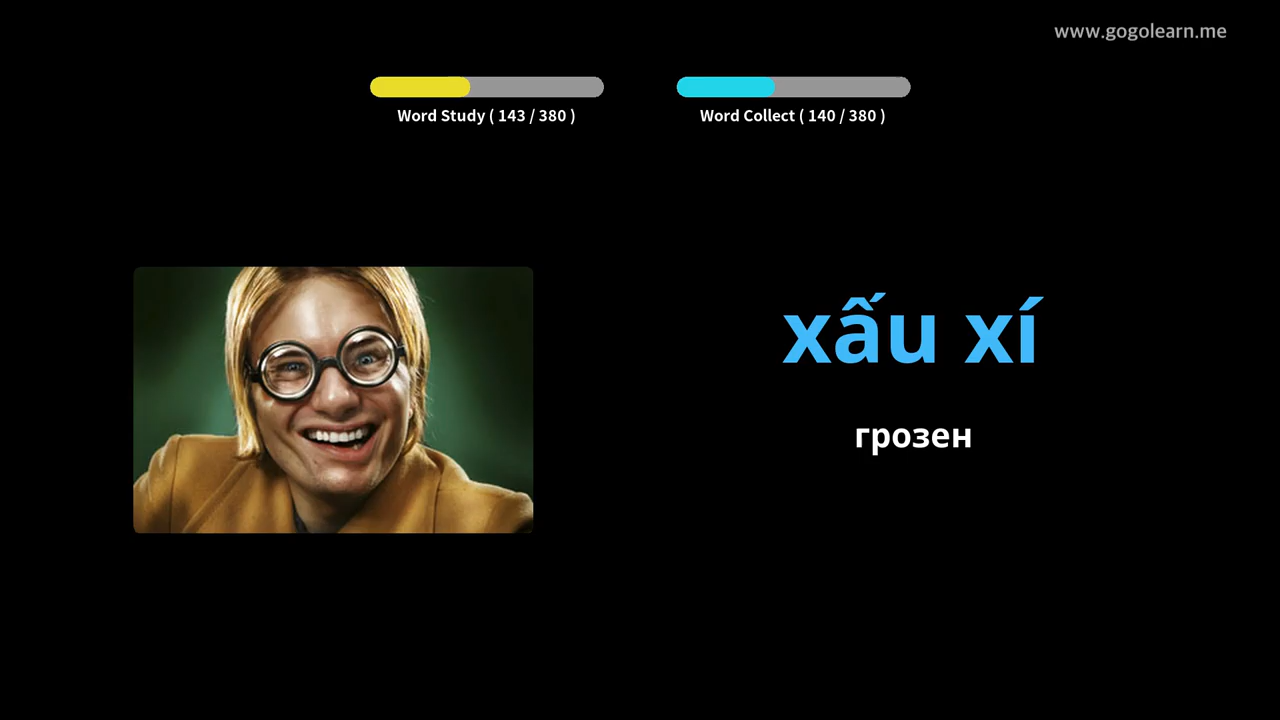 www.gogolearn.me
Word Study ( 143 / 380 )
Word Collect ( 140 / 380 )
xấu xí
грозен